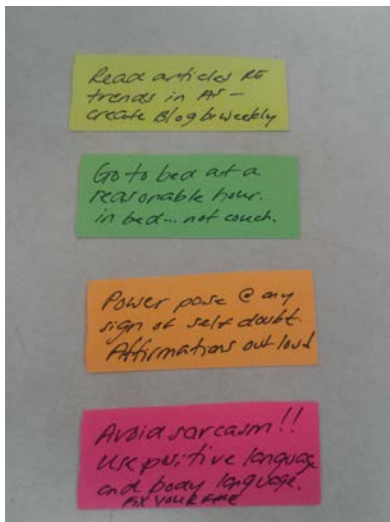 Read articles RE
trends in AT -
create Blog biweekly
Go to bed at a
reasonable hour.
in bed... not couch.
Power pose @ any
sign of self doubt.
Affirmations out loud
Avoid sarcasm!!
Use positive language
and body language.
FIX YOUR FACE